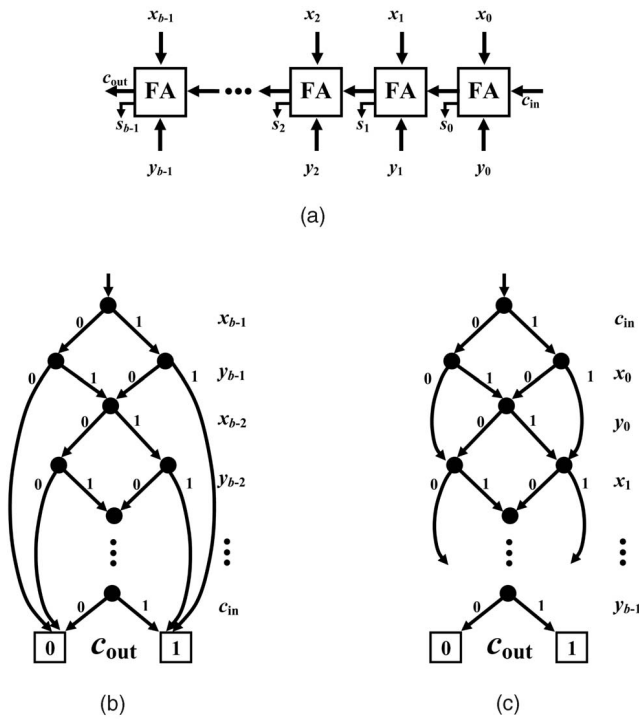 x_{b-1} x_2 x_1 x_0
c_out FA FA FA FA c_in
s_{b-1} s_2 s_1 s_0
y_{b-1} y_2 y_1 y_0
(a)
0 1 x_{b-1}
0 1 0 1 y_{b-1}
0 1 x_{b-2}
0 1 0 1 y_{b-2}
0 1 c_in
0 c_out 1
(b)
0 1 c_in
0 1 0 1 x_0
0 1 y_0
0 1 0 1 x_1
0 1 y_{b-1}
0 c_out 1
(c)